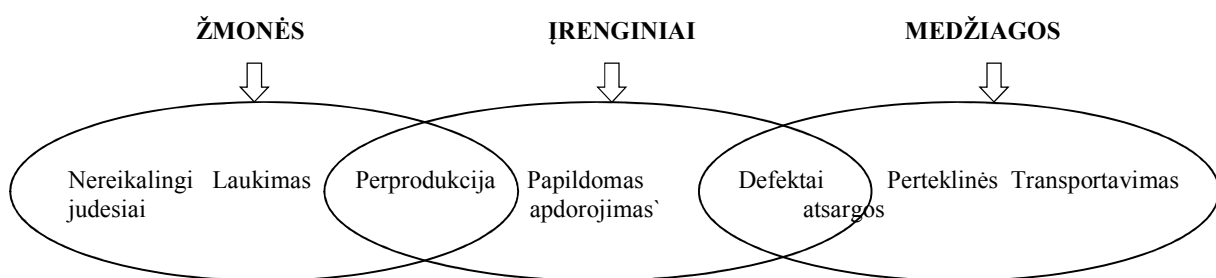 ŽMONĖS ĮRENGINIAI MEDŽIAGOS
Nereikalingi Laukimas Perprodukcija Papildomas Defektai Perteklinės Transportavimas
judesiai apdorojimas` atsargos